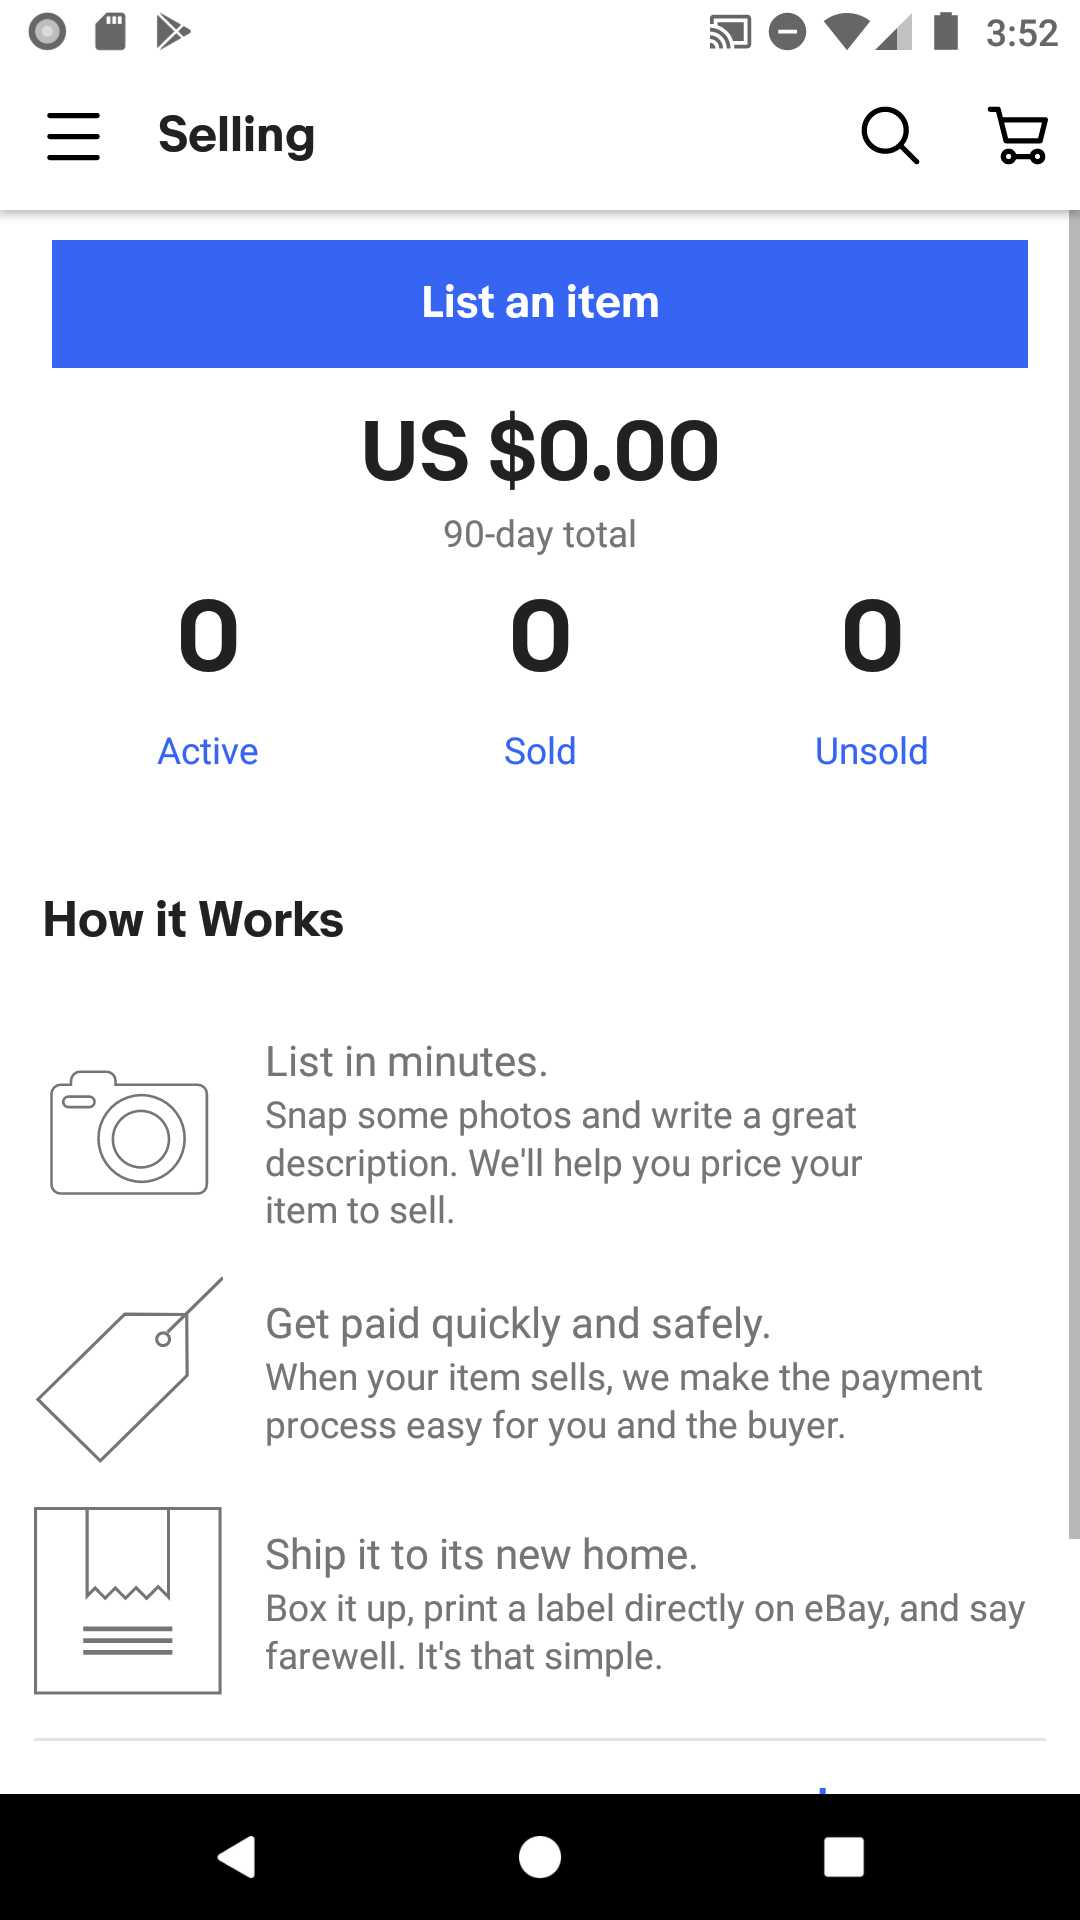 3:52
Selling
List an item
US $0.00
90-day total
0 0 0
Active Sold Unsold
How it Works
List in minutes.
Snap some photos and write a great
description. We'll help you price your
item to sell.
Get paid quickly and safely.
When your item sells, we make the payment
process easy for you and the buyer.
Ship it to its new home.
Box it up, print a label directly on eBay, and say
farewell. It's that simple.